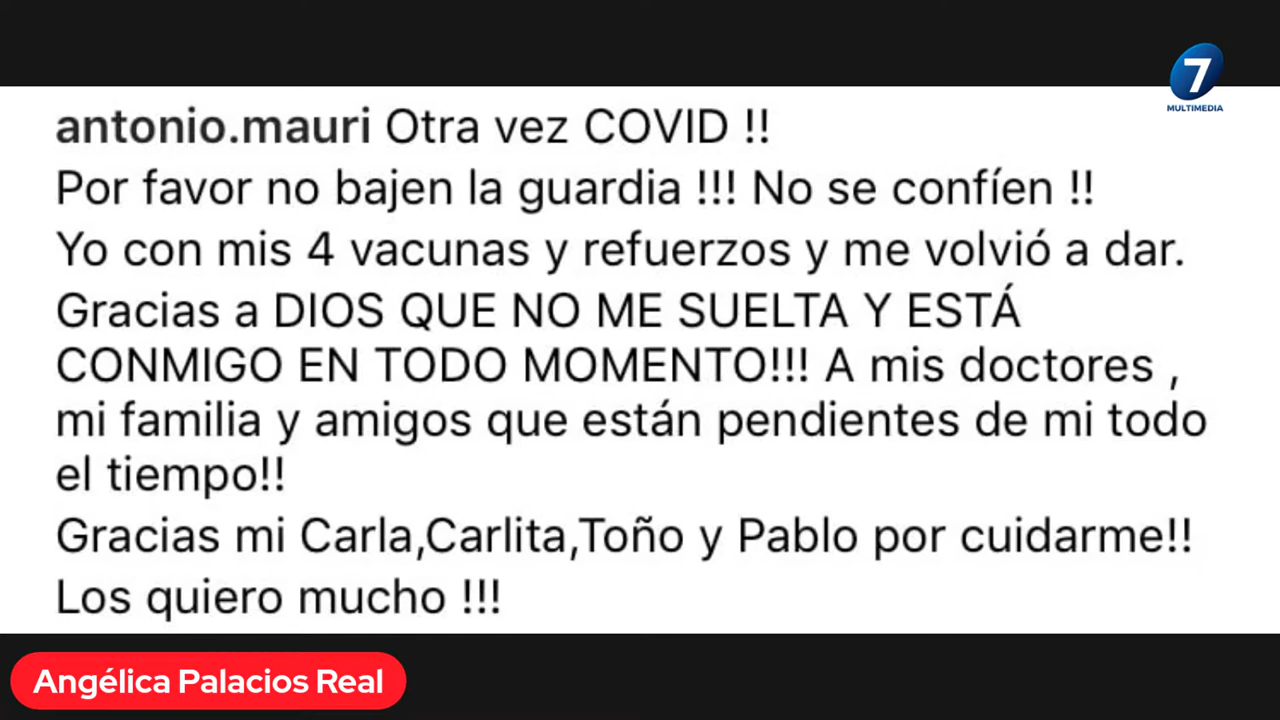 7
MULTIMEDIA
antonio.mauri Otra vez COVID !!
Por favor no bajen la guardia !!! No se confíen !!
Yo con mis 4 vacunas y refuerzos y me volvió a dar.
Gracias a DIOS QUE NO ME SUELTA Y ESTÁ
CONMIGO EN TODO MOMENTO!!! A mis doctores ,
mi familia y amigos que están pendientes de mi todo
el tiempo!!
Gracias mi Carla,Carlita,Toño y Pablo por cuidarme!!
Los quiero mucho !!!
Angélica Palacios Real